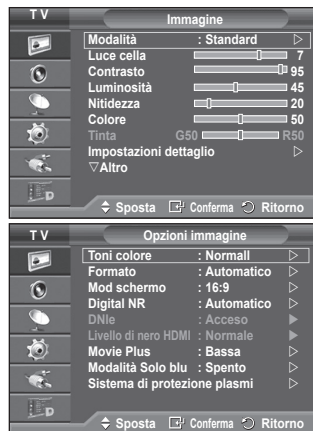 T V
Immagine
Modalità : Standard
Luce cella 7
Contrasto 95
Luminosità 45
Nitidezza 20
Colore 50
Tinta G50 R50
Impostazioni dettaglio
▽Altro
Sposta Conferma Ritorno
T V
Opzioni immagine
Toni colore : Normall
Formato : Automatico
Mod schermo : 16:9
Digital NR : Automatico
DNIe : Acceso
Livello di nero HDMI : Normale
Movie Plus : Bassa
Modalità Solo blu : Spento
Sistema di protezione plasmi
Sposta Conferma Ritorno